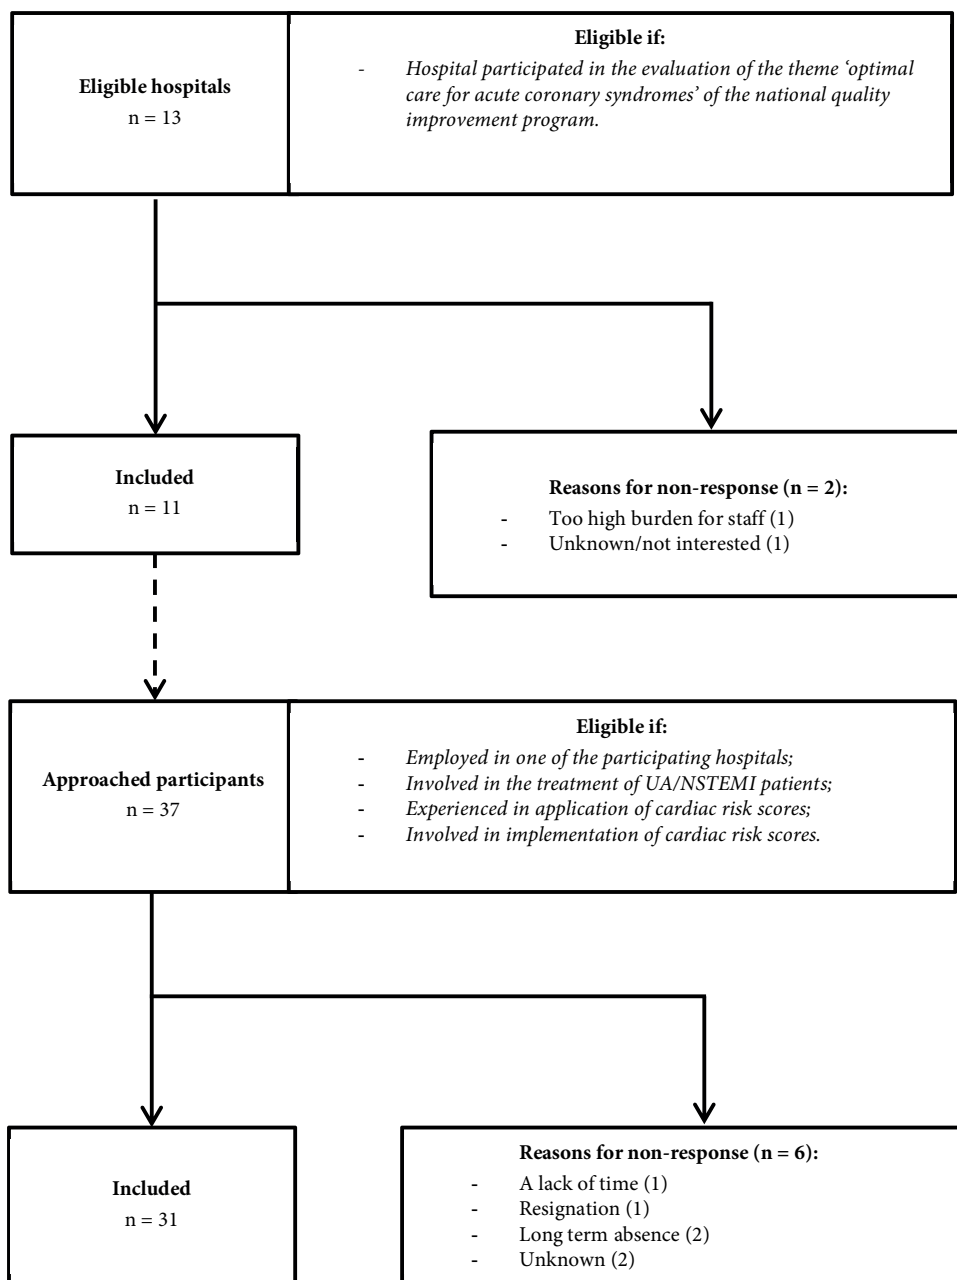 Eligible hospitals
n = 13
Eligible if:
- Hospital participated in the evaluation of the theme ‘optimal
care for acute coronary syndromes’ of the national quality
improvement program.
Included
n = 11
Reasons for non-response (n = 2):
- Too high burden for staff (1)
- Unknown/not interested (1)
Approached participants
n = 37
Eligible if:
- Employed in one of the participating hospitals;
- Involved in the treatment of UA/NSTEMI patients;
- Experienced in application of cardiac risk scores;
- Involved in implementation of cardiac risk scores.
Included
n = 31
Reasons for non-response (n = 6):
- A lack of time (1)
- Resignation (1)
- Long term absence (2)
- Unknown (2)